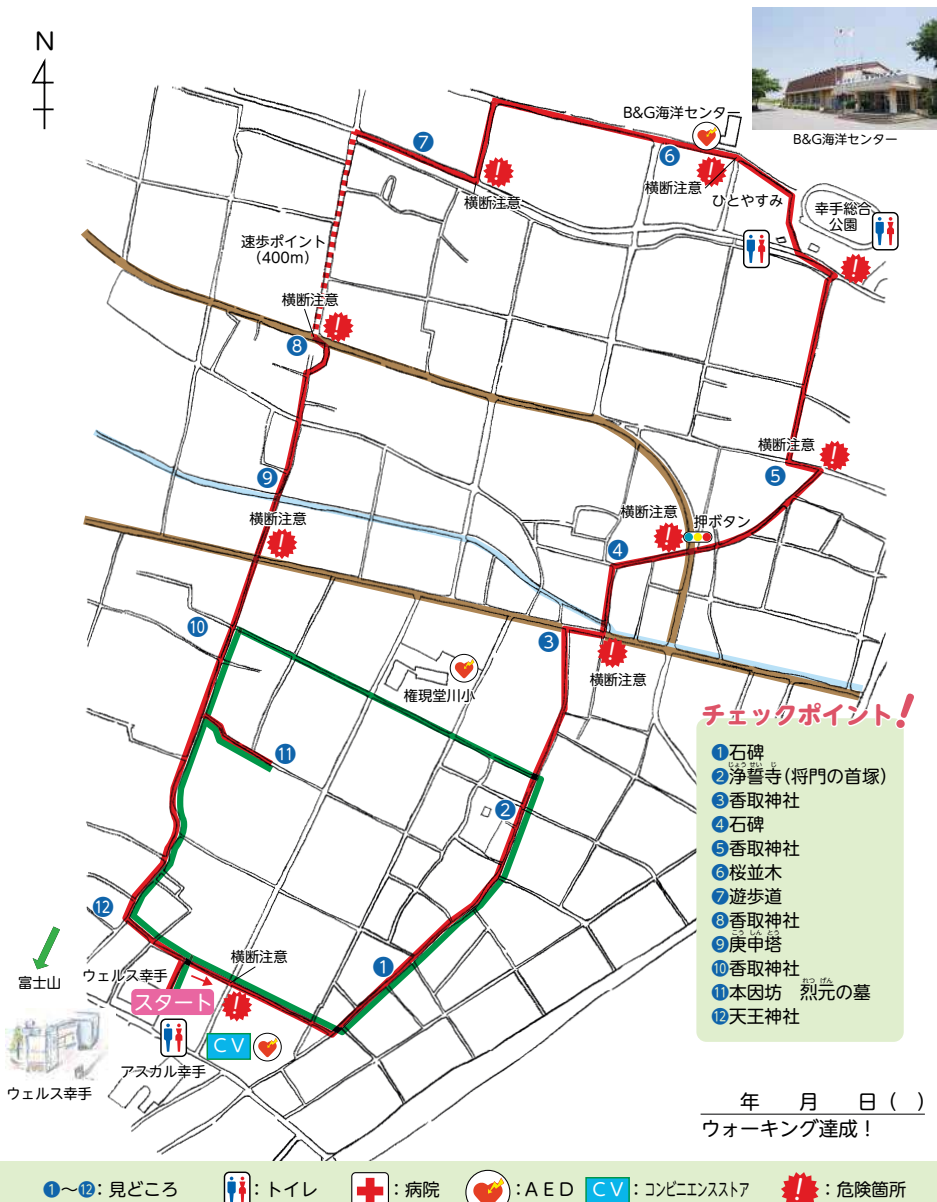 N
B&G海洋センター
B&G海洋センター
⑦
⑥
横断注意
横断注意
ひとやすみ
幸手総合
公園
速歩ポイント
(400m)
横断注意
⑧
横断注意
⑤
⑨
横断注意
横断注意
押ボタン
④
⑩
③
横断注意
権現堂川小
⑪
②
⑫
①
横断注意
富士山
ウェルス幸手
スタート
CV
アスカル幸手
ウェルス幸手
チェックポイント!
①石碑
じょうせいじ
②浄誓寺(将門の首塚)
③香取神社
④石碑
⑤香取神社
⑥桜並木
⑦遊歩道
⑧香取神社
こうしんとう
⑨庚申塔
⑩香取神社
れつげん
⑪本因坊 烈元の墓
⑫天王神社
年 月 日( )
ウォーキング達成!
①~⑫:見どころ :トイレ :病院 :AED CV:コンビニエンスストア :危険箇所